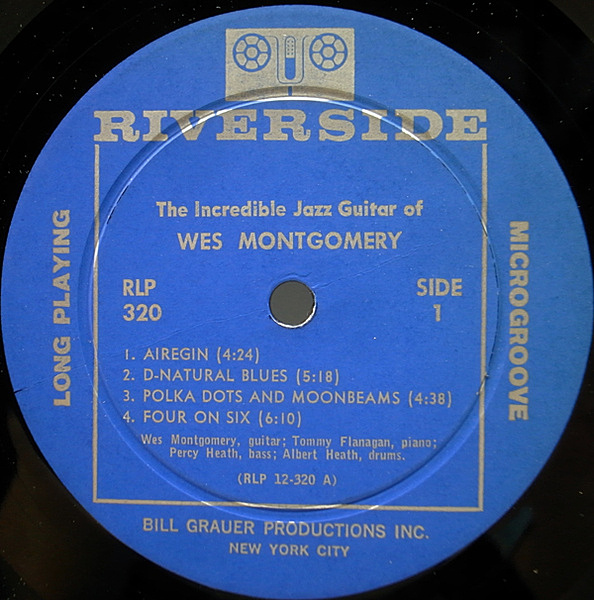 RIVERSIDE
The Incredible Jazz Guitar of
WES MONTGOMERY
LONG PLAYING
MICROGROOVE
RLP
320
SIDE
1
1. AIREGIN (4:24)
2. D-NATURAL BLUES (5:18)
3. POLKA DOTS AND MOONBEAMS (4:38)
4. FOUR ON SIX (6:10)
Wes Montgomery, guitar; Tommy Flanagan, piano;
Percy Heath, bass; Albert Heath, drums.
(RLP 12-320 A)
BILL GRAUER PRODUCTIONS INC.
NEW YORK CITY